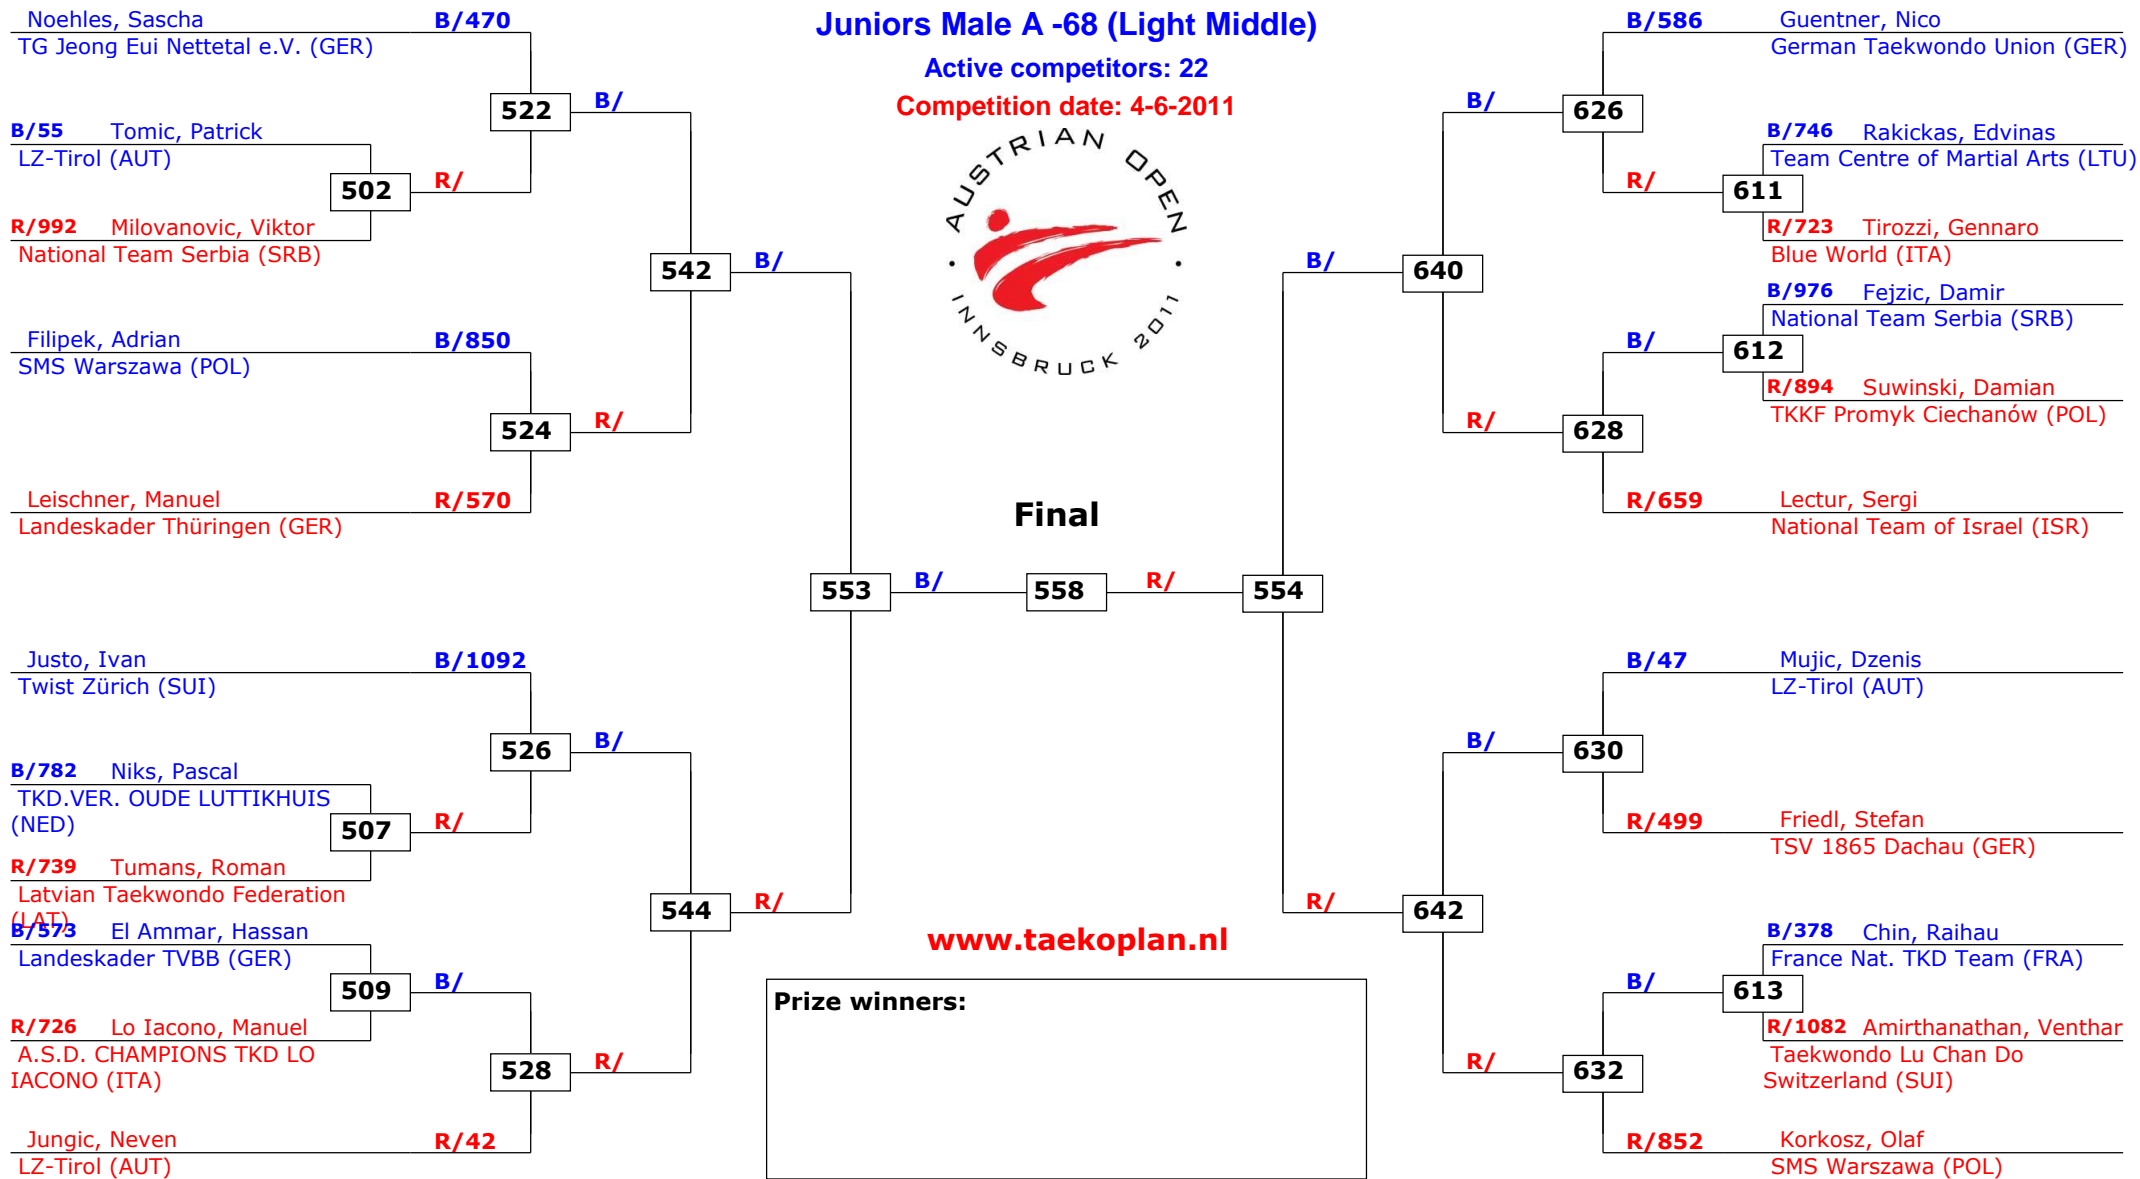 Juniors Male A -68 (Light Middle)
Active competitors: 22
Competition date: 4-6-2011
AUSTRIAN OPEN
INNSBRUCK 2011
Noehles, Sascha B/470
TG Jeong Eui Nettetal e.V. (GER)
522
B/
B/55 Tomic, Patrick
LZ-Tirol (AUT)
502
R/
R/992 Milovanovic, Viktor
National Team Serbia (SRB)
542
B/
Filipek, Adrian B/850
SMS Warszawa (POL)
524
R/
Leischner, Manuel R/570
Landeskader Thüringen (GER)
553
B/
Justo, Ivan B/1092
Twist Zürich (SUI)
526
B/
B/782 Niks, Pascal
TKD.VER. OUDE LUTTIKHUIS
(NED)
507
R/
R/739 Tumans, Roman
Latvian Taekwondo Federation
(LAT)
544
R/
B/573 El Ammar, Hassan
Landeskader TVBB (GER)
509
B/
R/726 Lo Iacono, Manuel
A.S.D. CHAMPIONS TKD LO
IACONO (ITA)
528
R/
Jungic, Neven R/42
LZ-Tirol (AUT)
Final
558
R/
554
www.taekoplan.nl
Prize winners:
B/586 Guentner, Nico
German Taekwondo Union (GER)
B/
626
B/746 Rakickas, Edvinas
Team Centre of Martial Arts (LTU)
R/
611
R/723 Tirozzi, Gennaro
Blue World (ITA)
B/
640
B/976 Fejzic, Damir
National Team Serbia (SRB)
B/
612
R/894 Suwinski, Damian
TKKF Promyk Ciechanów (POL)
R/
628
R/659 Lectur, Sergi
National Team of Israel (ISR)
B/47 Mujic, Dzenis
LZ-Tirol (AUT)
B/
630
R/499 Friedl, Stefan
TSV 1865 Dachau (GER)
R/
642
B/378 Chin, Raihau
France Nat. TKD Team (FRA)
B/
613
R/1082 Amirthanathan, Venthar
Taekwondo Lu Chan Do
Switzerland (SUI)
R/
632
R/852 Korkosz, Olaf
SMS Warszawa (POL)